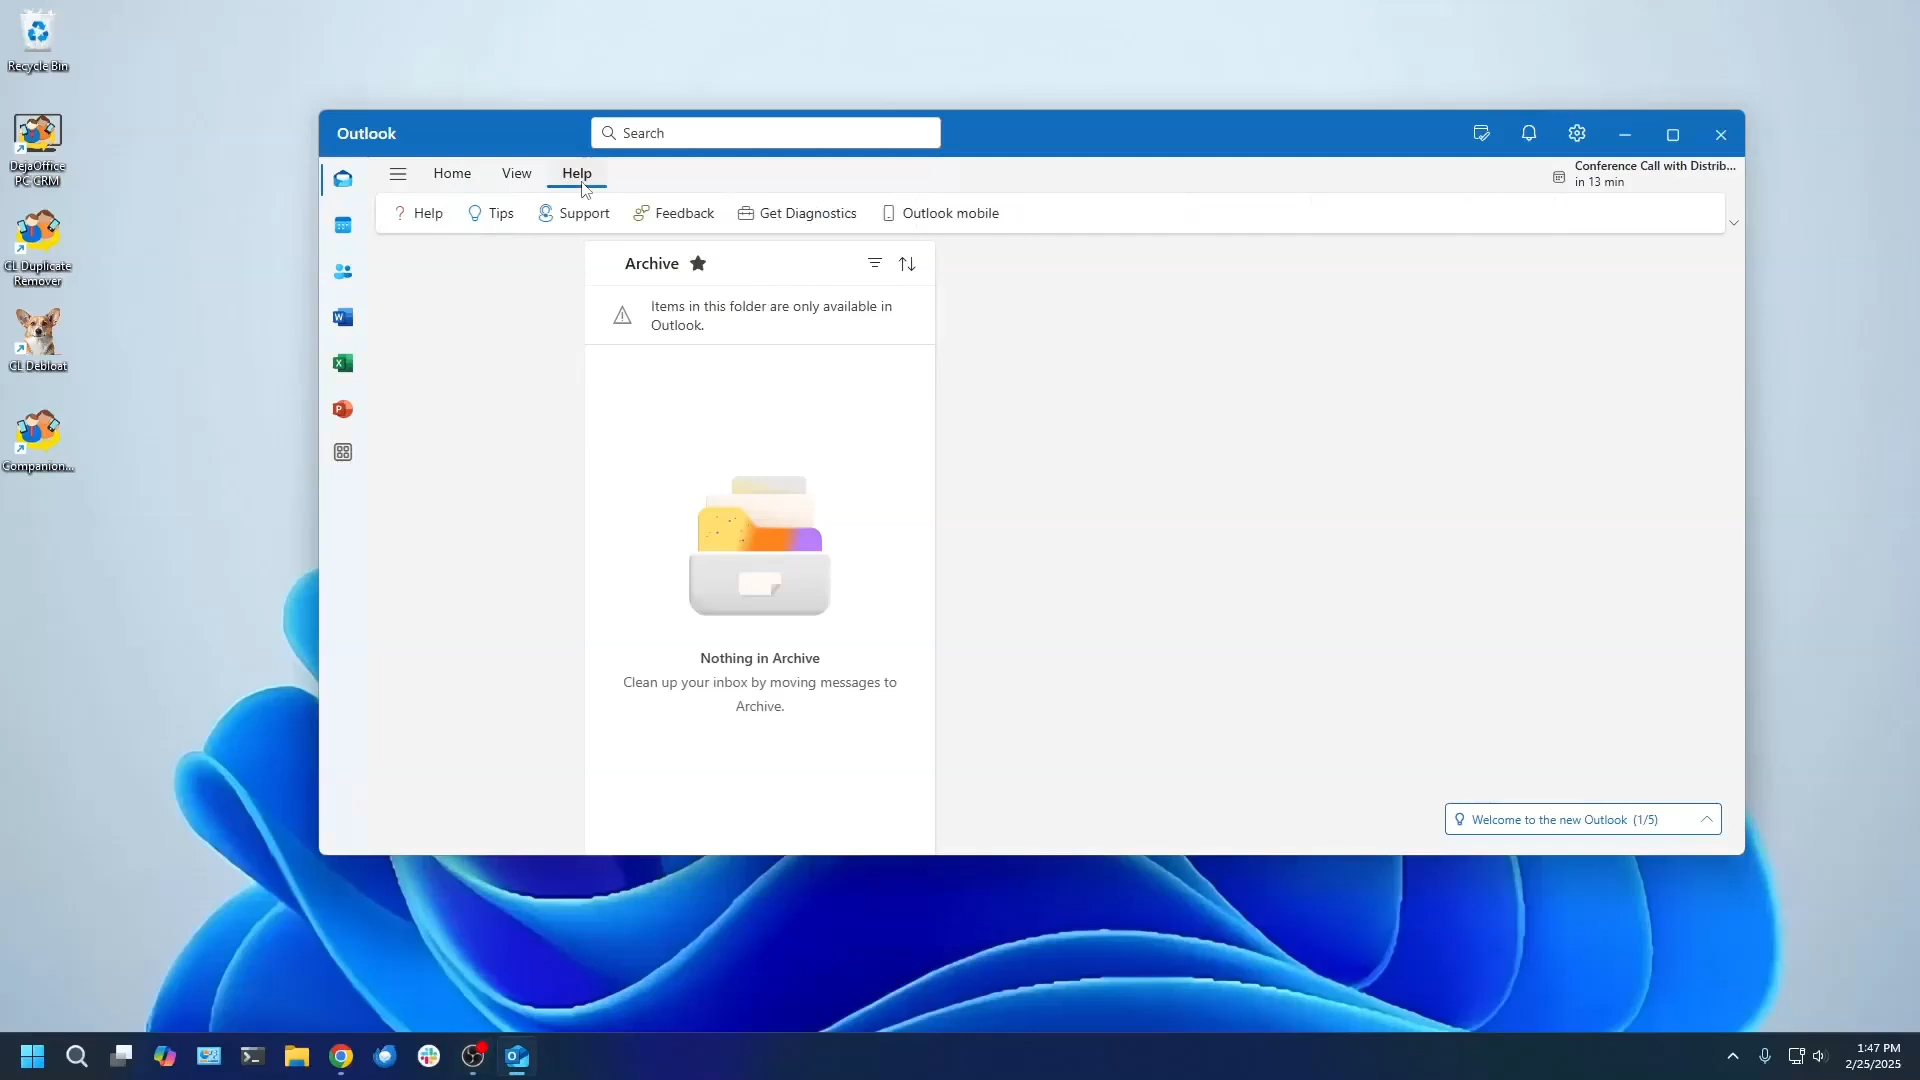 Recycle Bin
DejaOffice
PC CRM
CL Duplicate
Remover
CL Debloat
Companion...
Outlook
Search
Home
View
Help
Conference Call with Distrib...
in 13 min
Help
Tips
Support
Feedback
Get Diagnostics
Outlook mobile
Archive
Items in this folder are only available in
Outlook.
Nothing in Archive
Clean up your inbox by moving messages to
Archive.
Welcome to the new Outlook (1/5)
1:47 PM
2/25/2025